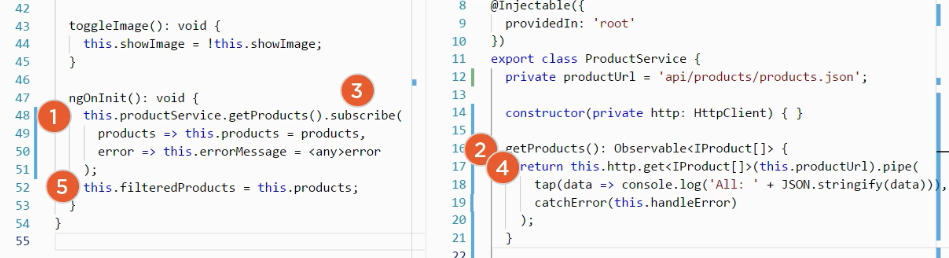 42
43 toggleImage(): void {
44 this.showImage = !this.showImage;
45 }
46
47 ngOnInit(): void {
3
1
48 this.productService.getProducts().subscribe(
49 products => this.products = products,
50 error => this.errorMessage = <any>error
51 );
5
52 this.filteredProducts = this.products;
53 }
54 }
55
8 @Injectable({
9 providedIn: 'root'
10 })
11 export class ProductService {
12 private productUrl = 'api/products/products.json';
13
14 constructor(private http: HttpClient) { }
15
2
16 getProducts(): Observable<IProduct[]> {
4
17 return this.http.get<IProduct[]>(this.productUrl).pipe(
18 tap(data => console.log('All: ' + JSON.stringify(data))),
19 catchError(this.handleError)
20 );
21 }
22